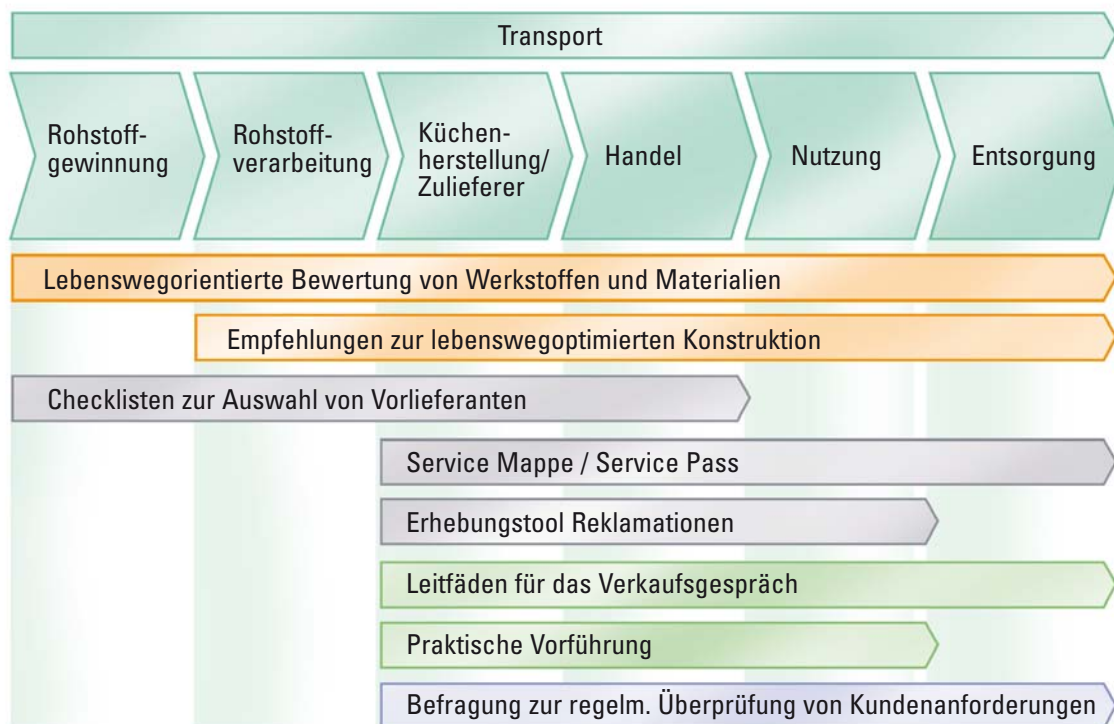 Transport
Rohstoff-
gewinnung
Rohstoff-
verarbeitung
Küchen-
herstellung/
Zulieferer
Handel
Nutzung
Entsorgung
Lebenswegorientierte Bewertung von Werkstoffen und Materialien
Empfehlungen zur lebenswegoptimierten Konstruktion
Checklisten zur Auswahl von Vorlieferanten
Service Mappe / Service Pass
Erhebungstool Reklamationen
Leitfäden für das Verkaufsgespräch
Praktische Vorführung
Befragung zur regelm. Überprüfung von Kundenanforderungen